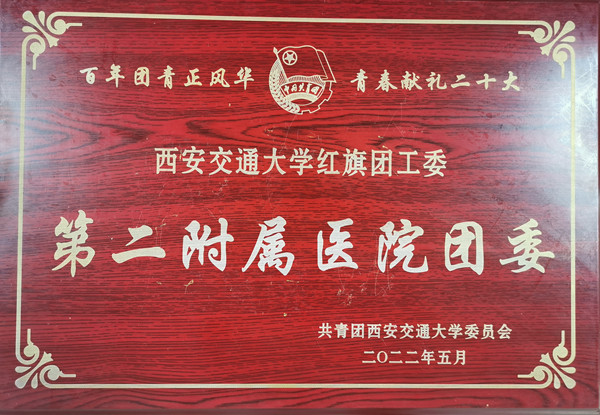 百年团青正风华 青春献礼二十大
中国共青团
西安交通大学红旗团工委
第二附属医院团委
共青团西安交通大学委员会
二〇二二年五月